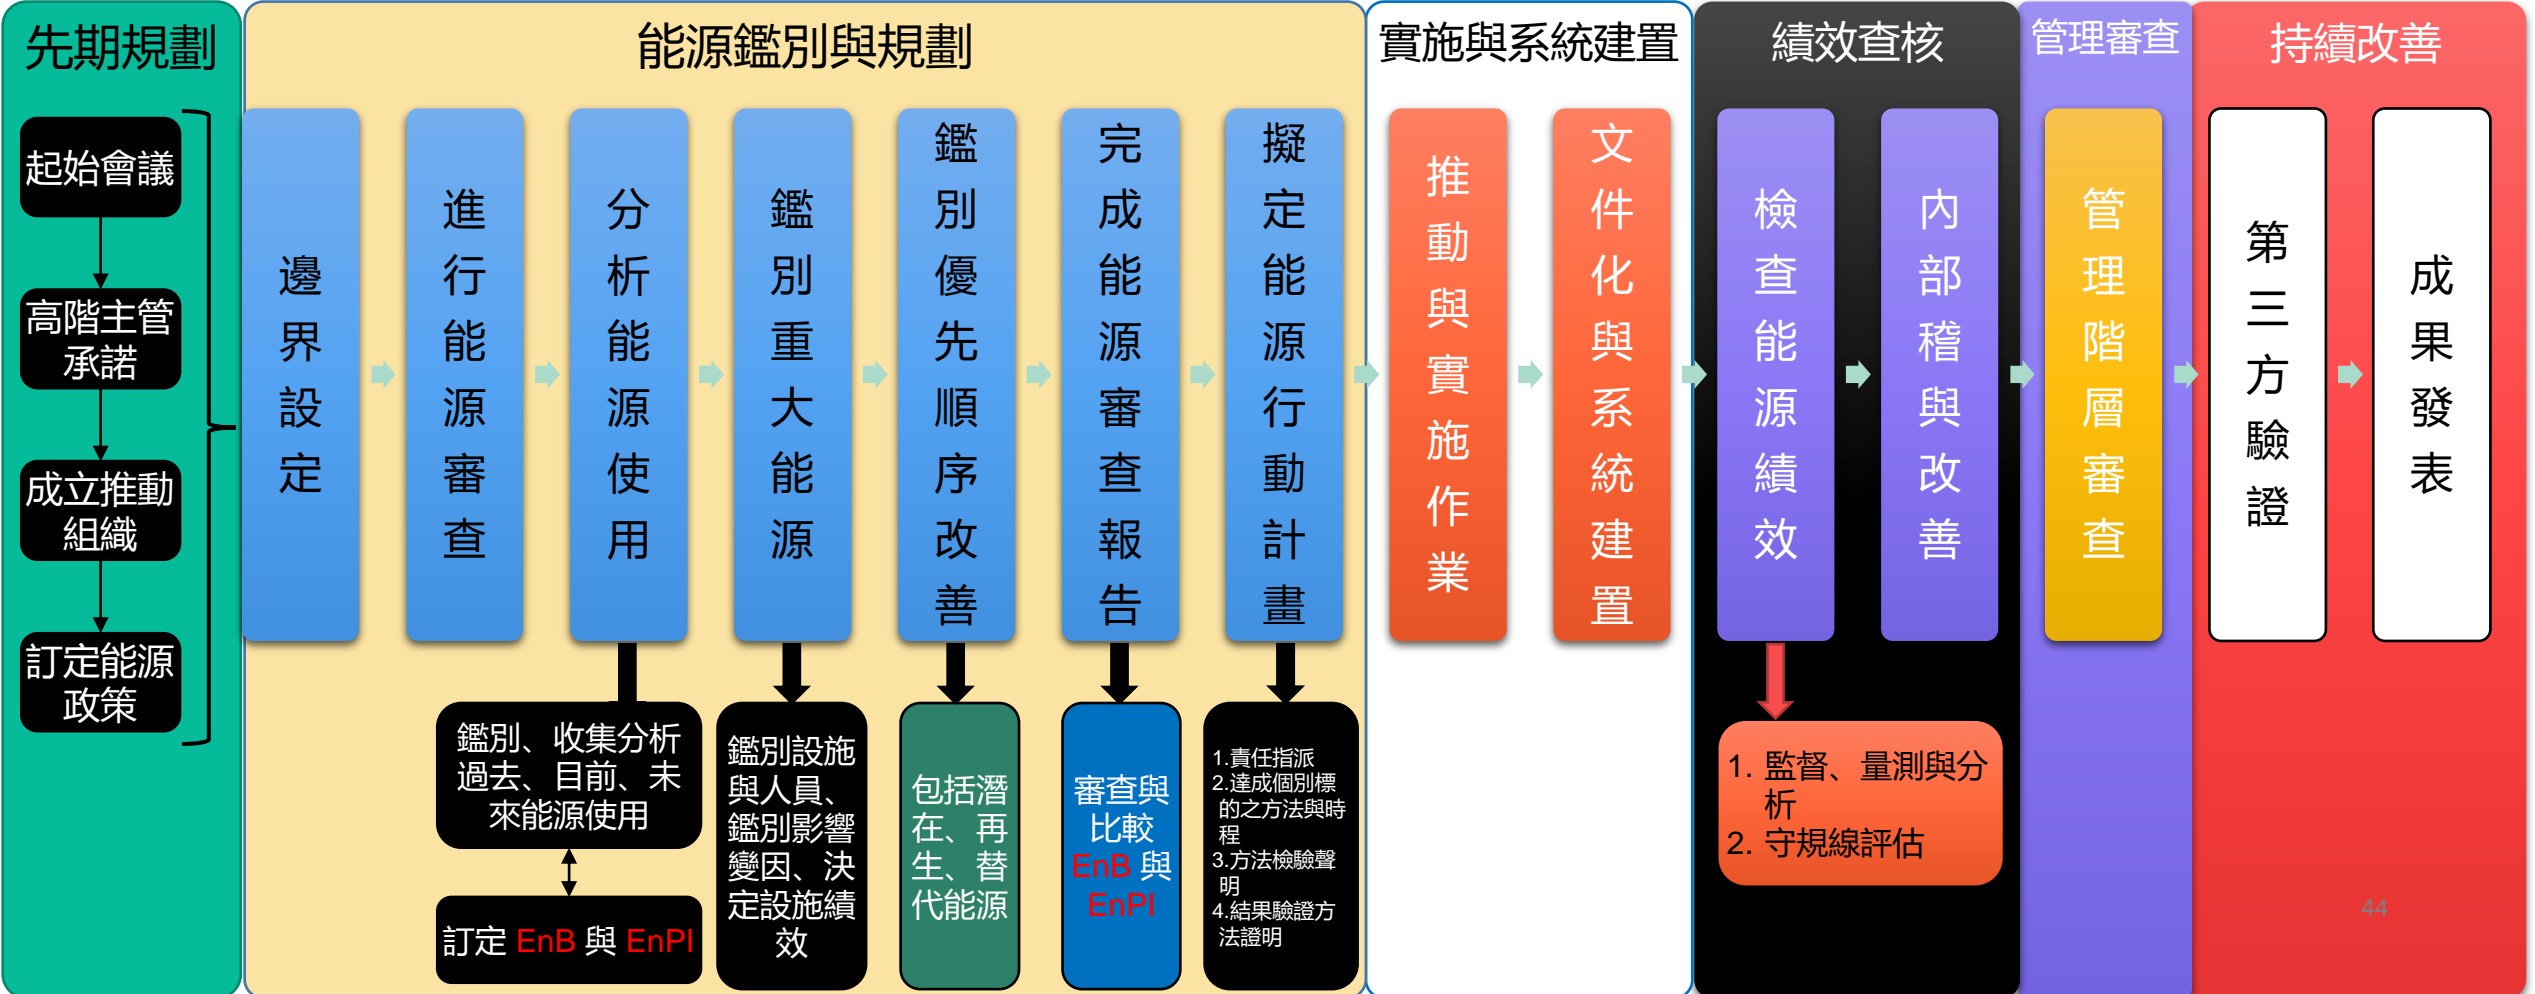 先期規劃
起始會議
高階主管
承諾
成立推動
組織
訂定能源
政策
能源鑑別與規劃
邊界設定
進行能源審查
分析能源使用
鑑別重大能源
鑑別優先順序改善
完成能源審查報告
擬定能源行動計畫
鑑別、收集分析
過去、目前、未
來能源使用
訂定 EnB 與 EnPI
鑑別設施
與人員、
鑑別影響
變因、決
定設施績
效
包括潛
在、再
生、替
代能源
審查與
比較
EnB 與
EnPI
1.責任指派
2.達成個別標
的之方法與時
程
3.方法檢驗聲
明
4.結果驗證方
法證明
實施與系統建置
推動與實施作業
文件化與系統建置
績效查核
檢查能源績效
內部稽與改善
1. 監督、量測與分
析
2. 守規線評估
管理審查
管理階層審查
持續改善
第三方驗證
成果發表
44